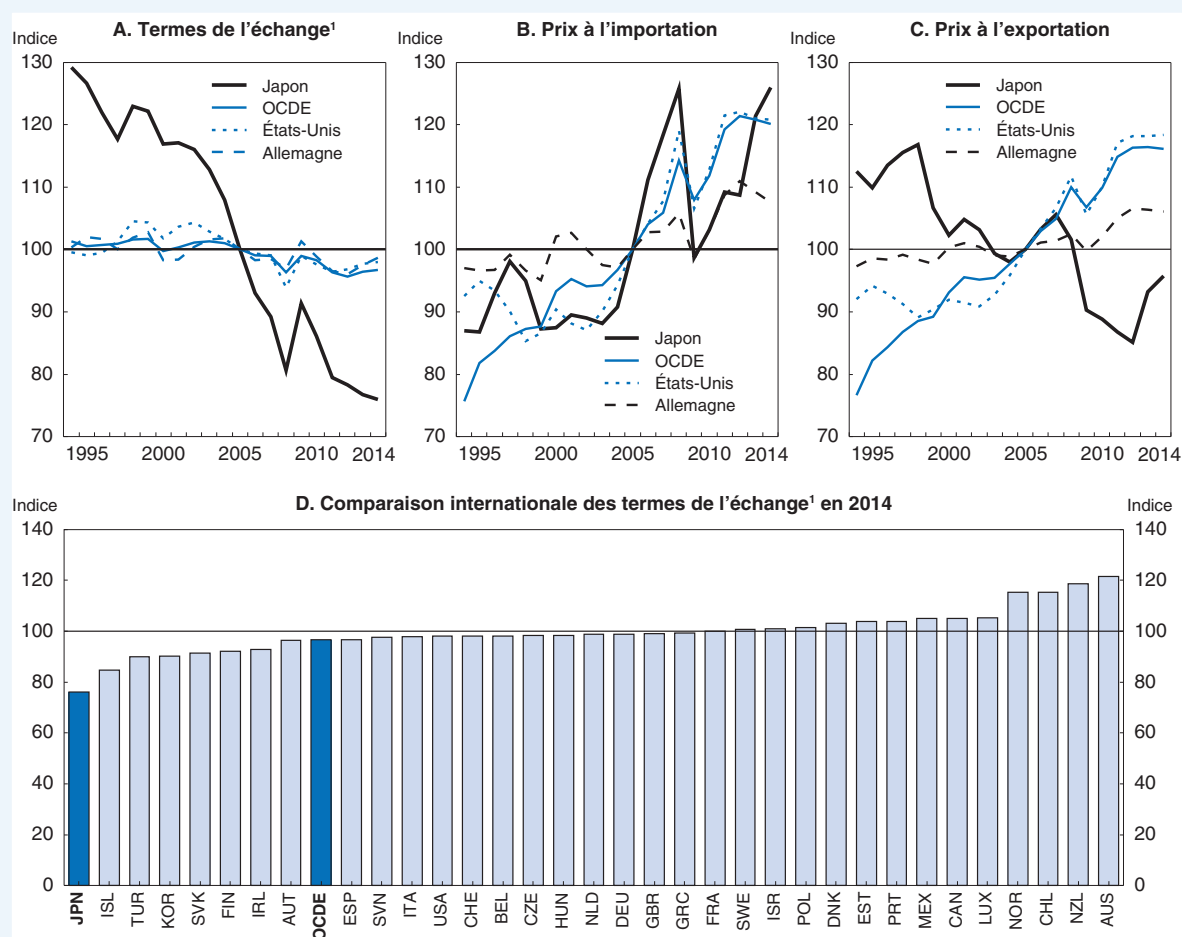 A. Termes de l'échange¹
Indice
130
120
110
100
90
80
70
1995 2000 2005 2010 2014
Japon
OCDE
États-Unis
Allemagne
B. Prix à l'importation
Indice
130
120
110
100
90
80
70
1995 2000 2005 2010 2014
Japon
OCDE
États-Unis
Allemagne
C. Prix à l'exportation
Indice
130
120
110
100
90
80
70
1995 2000 2005 2010 2014
Japon
OCDE
États-Unis
Allemagne
D. Comparaison internationale des termes de l'échange¹ en 2014
Indice
Indice
140
120
100
80
60
40
20
0
140
120
100
80
60
40
20
0
JPN ISL TUR KOR SVK FIN IRL AUT OCDE ESP SVN ITA USA CHE BEL CZE HUN NLD DEU GBR GRC FRA SWE ISR POL DNK EST PRT MEX CAN LUX NOR CHL NZL AUS